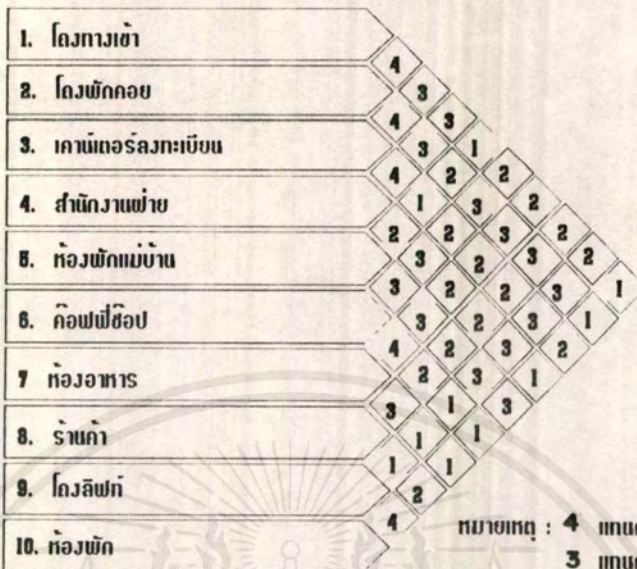 1. โถงทางเข้า
4
2. โถงพักคอย
3
4 3
3. เคาน์เตอร์ลงทะเบียน
3 1
4 2 2
4. สำนักงานฝ่าย
1 3 2
2 2 3 2
5. ห้องพักแม่บ้าน
3 2 3 2
3 2 2 3 1
6. ค๊อฟฟี่ช๊อป
3 2 3 1
4 2 3 2
7 ห้องอาหาร
2 3 1
3 1 3
8. ร้านค้า
1 1
1 1
9. โถงลิฟท์
2
4
หมายเหตุ : 4
10. ห้องพัก
3